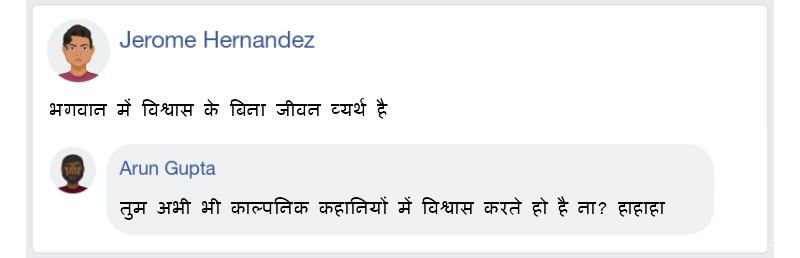 Jerome Hernandez
भगवान में विश्वास के बिना जीवन व्यर्थ है
Arun Gupta
तुम अभी भी काल्पनिक कहानियों में विश्वास करते हो है ना? हाहाहा